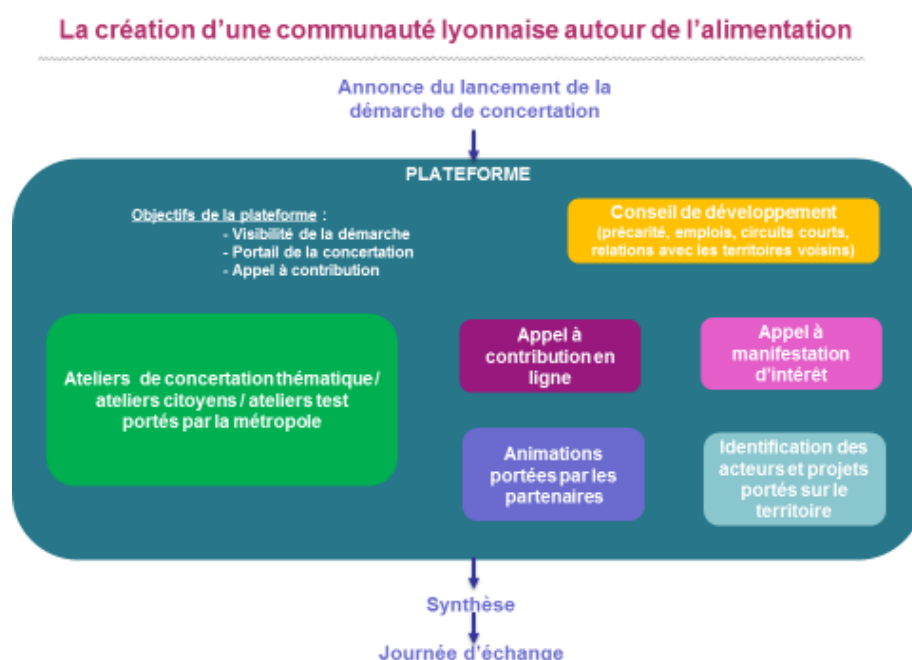 La création d'une communauté lyonnaise autour de l'alimentation
Annonce du lancement de la
démarche de concertation
PLATEFORME
Objectifs de la plateforme :
- Visibilité de la démarche
- Portail de la concertation
- Appel à contribution
Conseil de développement
(précarité, emplois, circuits courts,
relations avec les territoires voisins)
Ateliers de concertation thématique /
ateliers citoyens / ateliers test
portés par la métropole
Appel à
contribution en
ligne
Appel à
manifestation
d'intérêt
Animations
portées par les
partenaires
Identification des
acteurs et projets
portés sur le
territoire
Synthèse
Journée d'échange